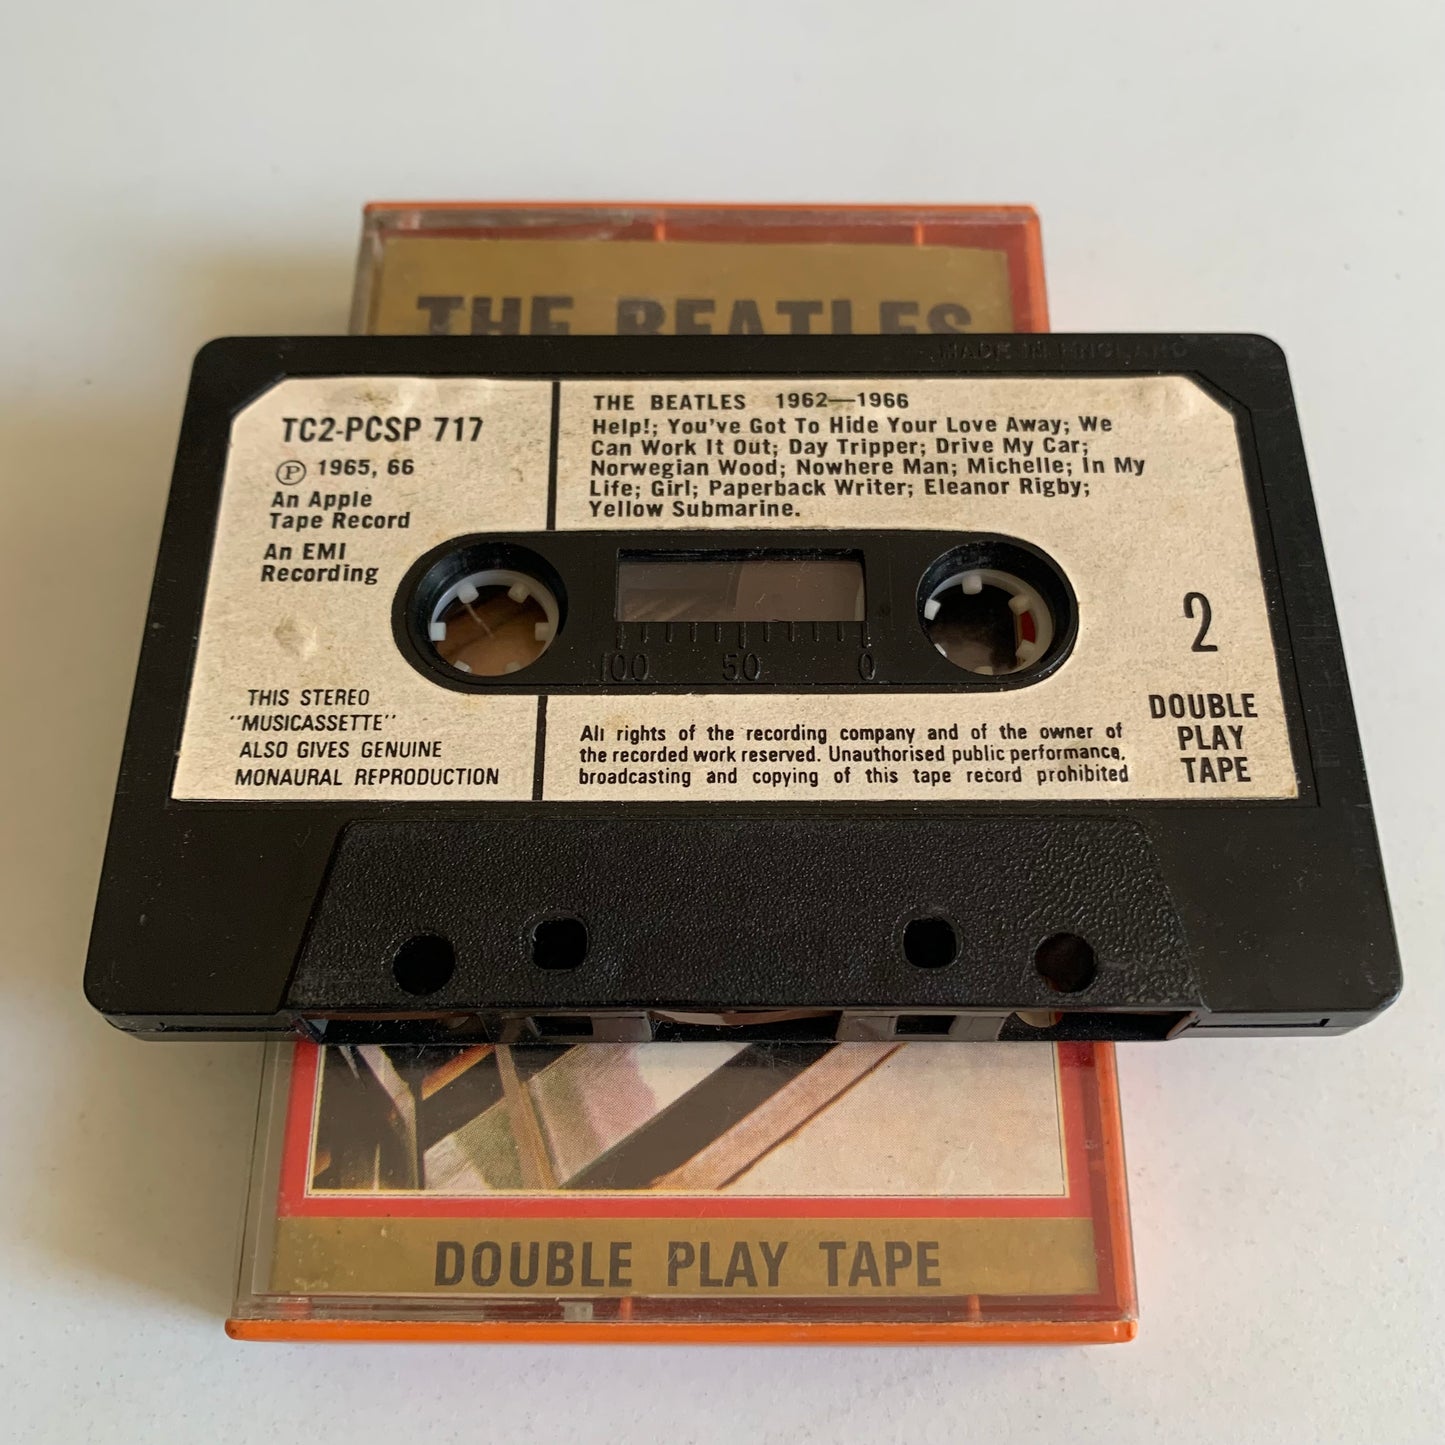 THE BEATLES
MADE IN ENGLAND
TC2-PCSP 717
Ⓟ 1965, 66
An Apple
Tape Record
An EMI
Recording
THIS STEREO
"MUSICASSETTE"
ALSO GIVES GENUINE
MONAURAL REPRODUCTION
THE BEATLES 1962—1966
Help!; You've Got To Hide Your Love Away; We
Can Work It Out; Day Tripper; Drive My Car;
Norwegian Wood; Nowhere Man; Michelle; In My
Life; Girl; Paperback Writer; Eleanor Rigby;
Yellow Submarine.
100 50 0
All rights of the recording company and of the owner of
the recorded work reserved. Unauthorised public performance,
broadcasting and copying of this tape record prohibited
2
DOUBLE
PLAY
TAPE
DOUBLE PLAY TAPE